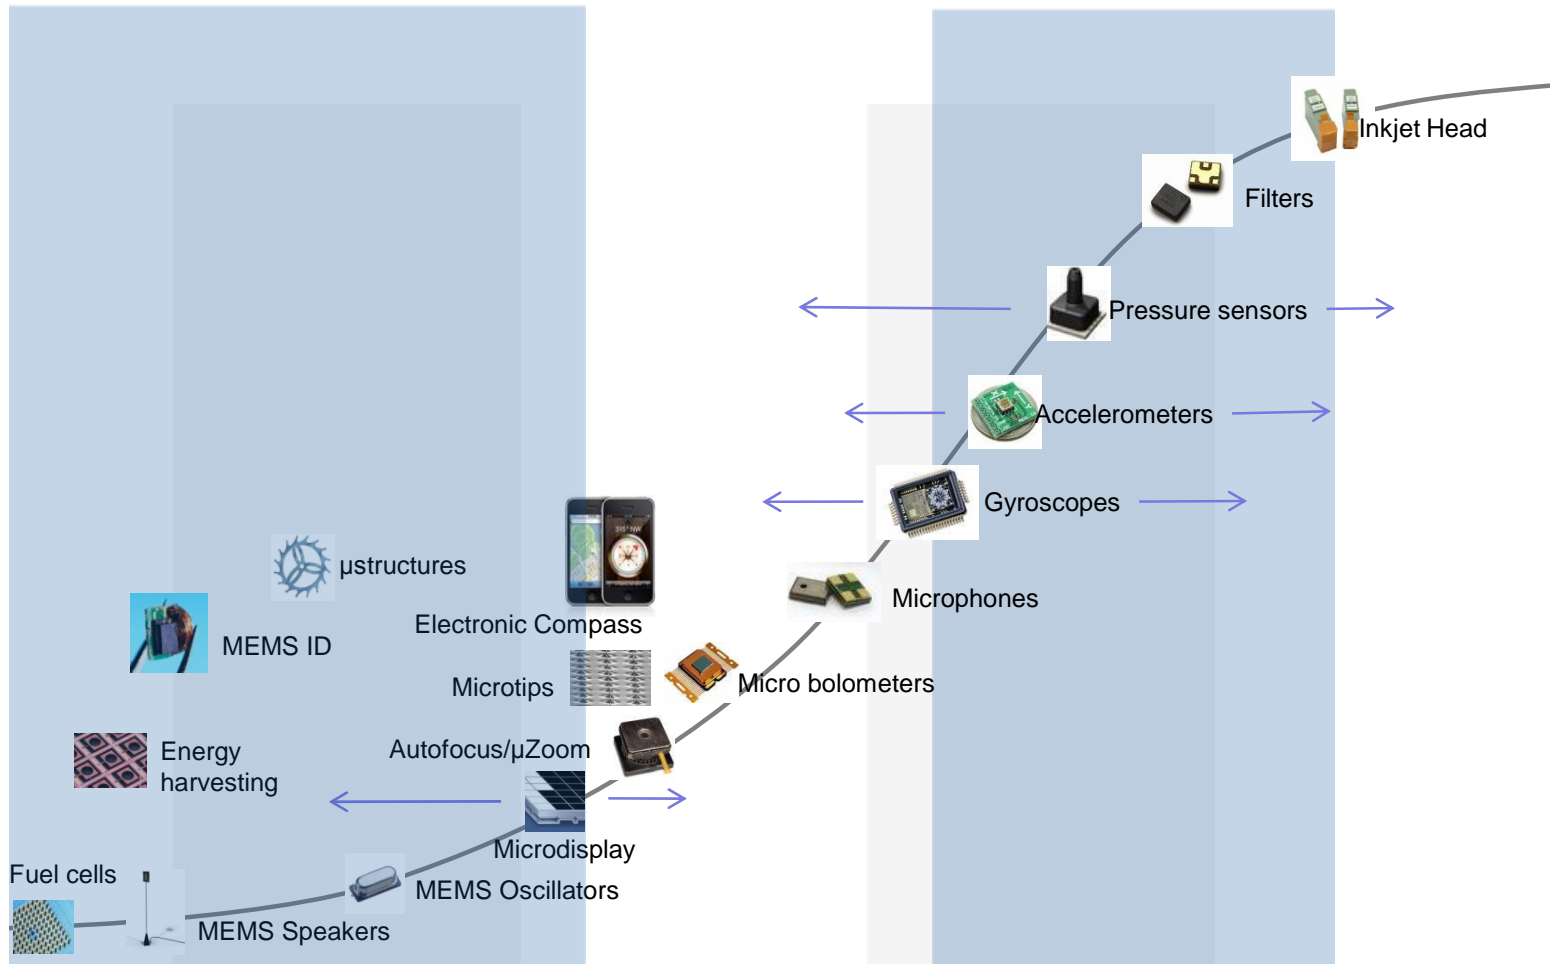 Inkjet Head
Filters
Pressure sensors
Accelerometers
Gyroscopes
µstructures
Microphones
Electronic Compass
MEMS ID
Microtips
Micro bolometers
Autofocus/µZoom
Energy
harvesting
Microdisplay
Fuel cells
MEMS Oscillators
MEMS Speakers